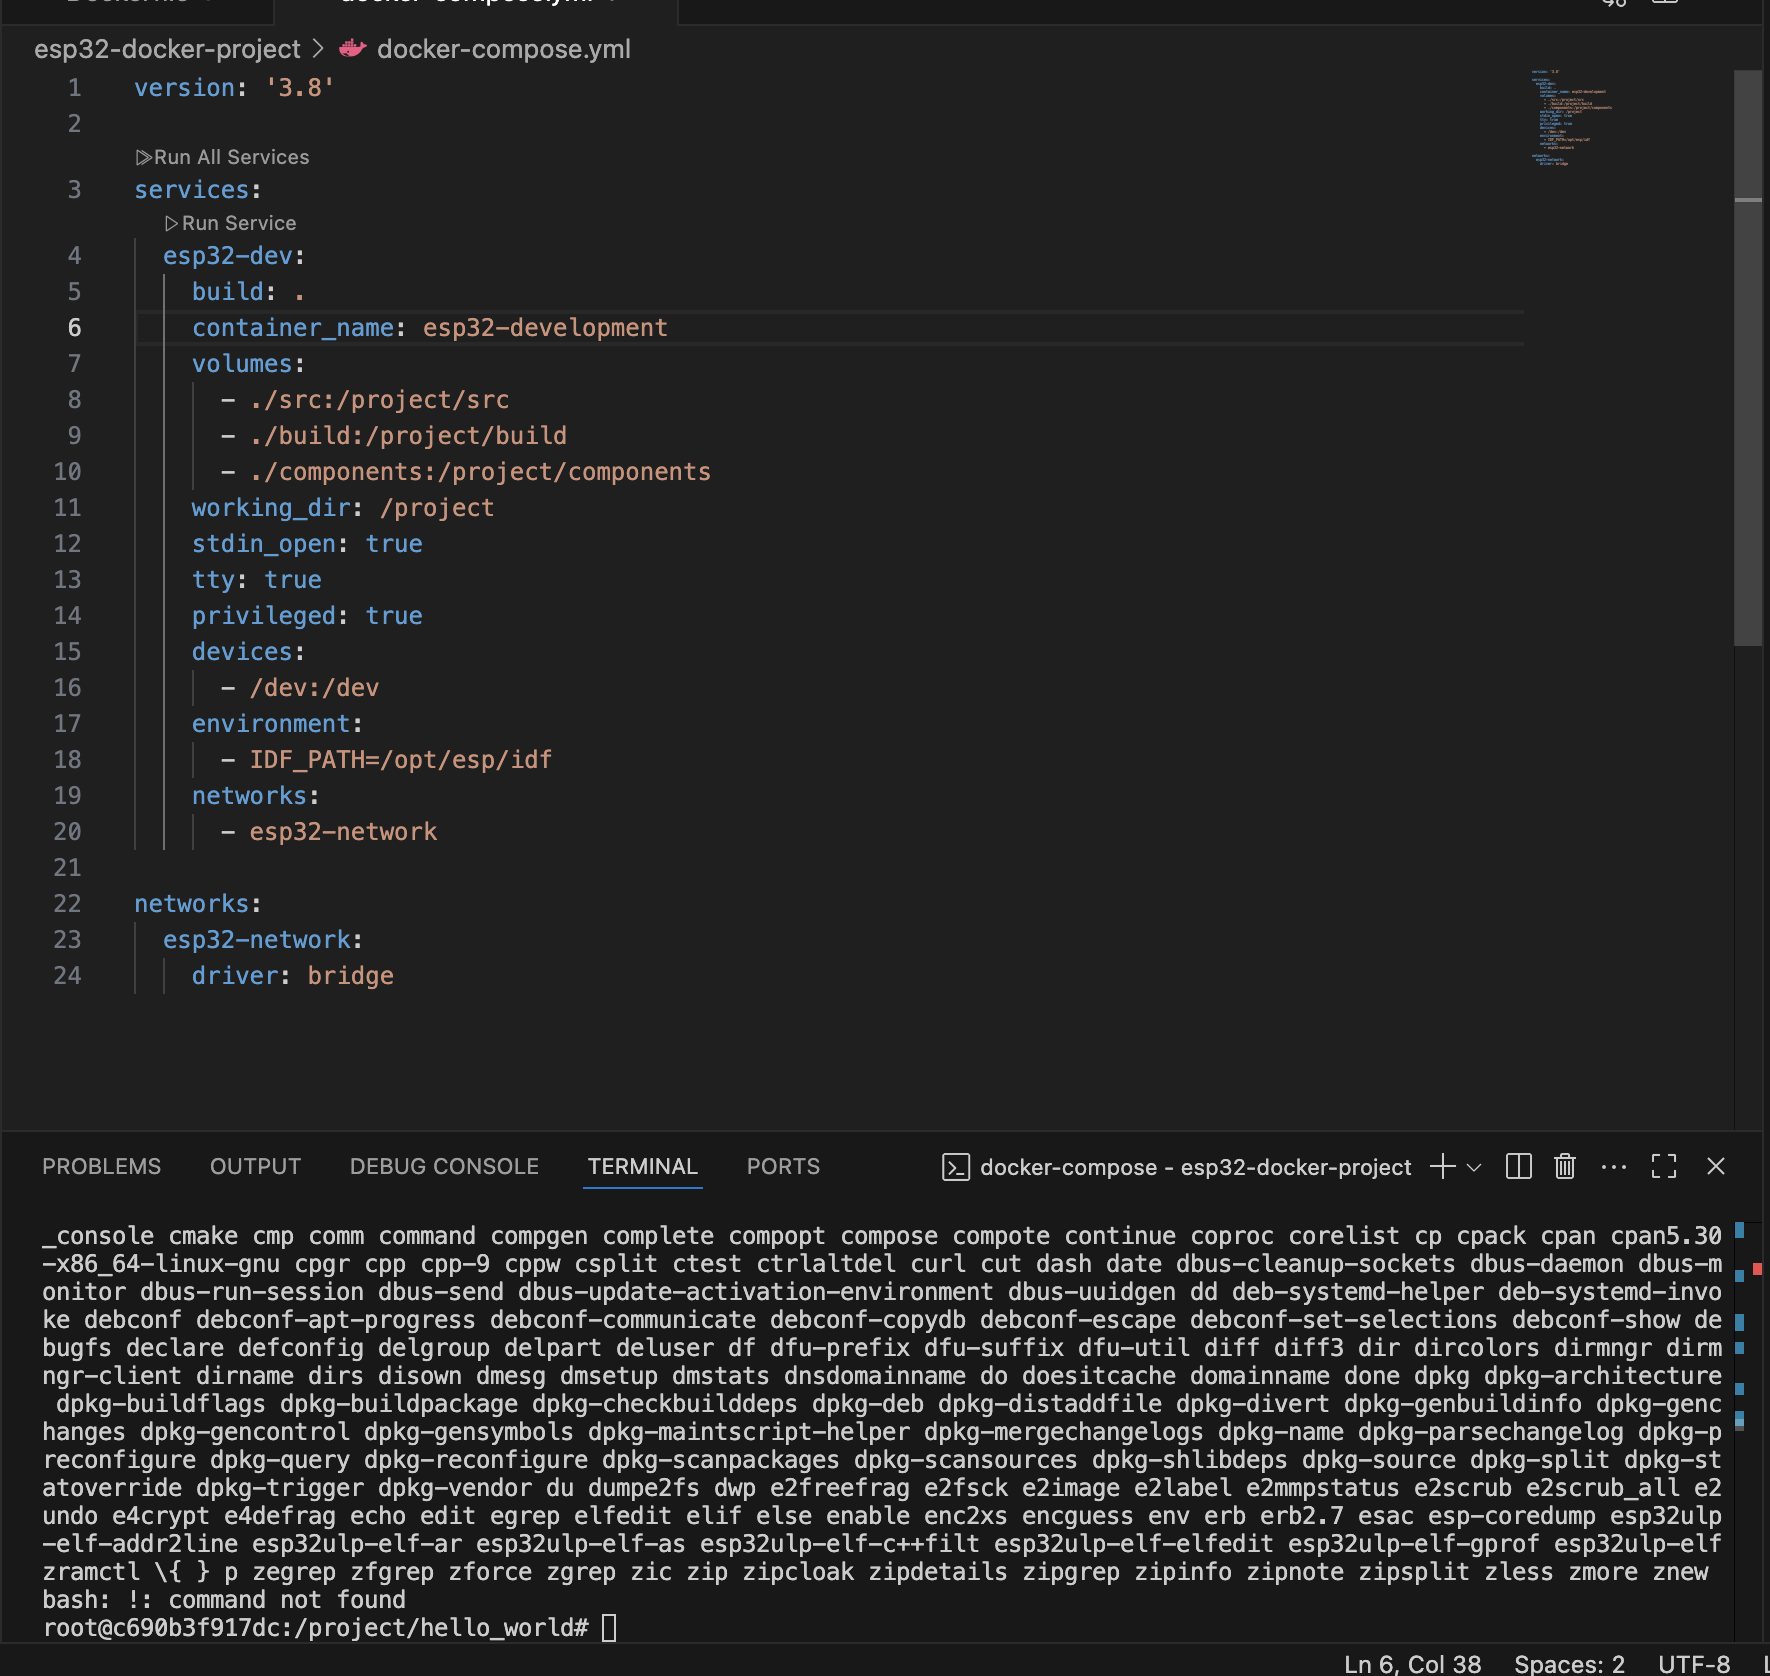 esp32-docker-project > docker-compose.yml
1 version: '3.8'
2
Run All Services
3 services:
Run Service
4 esp32-dev:
5 build: .
6 container_name: esp32-development
7 volumes:
8 - ./src:/project/src
9 - ./build:/project/build
10 - ./components:/project/components
11 working_dir: /project
12 stdin_open: true
13 tty: true
14 privileged: true
15 devices:
16 - /dev:/dev
17 environment:
18 - IDF_PATH=/opt/esp/idf
19 networks:
20 - esp32-network
21
22 networks:
23 esp32-network:
24 driver: bridge
PROBLEMS OUTPUT DEBUG CONSOLE TERMINAL PORTS docker-compose - esp32-docker-project
_console cmake cmp comm command compgen complete compopt compose compote continue coproc corelist cp cpack cpan cpan5.30
-x86_64-linux-gnu cpgr cpp cpp-9 cppw csplit ctest ctrlaltdel curl cut dash date dbus-cleanup-sockets dbus-daemon dbus-m
onitor dbus-run-session dbus-send dbus-update-activation-environment dbus-uuidgen dd deb-systemd-helper deb-systemd-invo
ke debconf debconf-apt-progress debconf-communicate debconf-copydb debconf-escape debconf-set-selections debconf-show de
bugfs declare defconfig delgroup delpart deluser df dfu-prefix dfu-suffix dfu-util diff diff3 dir dircolors dirmngr dirm
ngr-client dirname dirs disown dmesg dmsetup dmstats dnsdomainname do doesitcache domainname done dpkg dpkg-architecture
dpkg-buildflags dpkg-buildpackage dpkg-checkbuilddeps dpkg-deb dpkg-distaddfile dpkg-divert dpkg-genbuildinfo dpkg-genc
hanges dpkg-gencontrol dpkg-gensymbols dpkg-maintscript-helper dpkg-mergechangelogs dpkg-name dpkg-parsechangelog dpkg-p
reconfigure dpkg-query dpkg-reconfigure dpkg-scanpackages dpkg-scansources dpkg-shlibdeps dpkg-source dpkg-split dpkg-st
atoverride dpkg-trigger dpkg-vendor du dumpe2fs dwp e2freefrag e2fsck e2image e2label e2mmpstatus e2scrub e2scrub_all e2
undo e4crypt e4defrag echo edit egrep elfedit elif else enable enc2xs encguess env erb erb2.7 esac esp-coredump esp32ulp
-elf-addr2line esp32ulp-elf-ar esp32ulp-elf-as esp32ulp-elf-c++filt esp32ulp-elf-elfedit esp32ulp-elf-gprof esp32ulp-elf
zramctl \{ } p zegrep zfgrep zforce zgrep zic zip zipcloak zipdetails zipgrep zipinfo zipnote zipsplit zless zmore znew
bash: !: command not found
root@c690b3f917dc:/project/hello_world#
Ln 6, Col 38 Spaces: 2 UTF-8